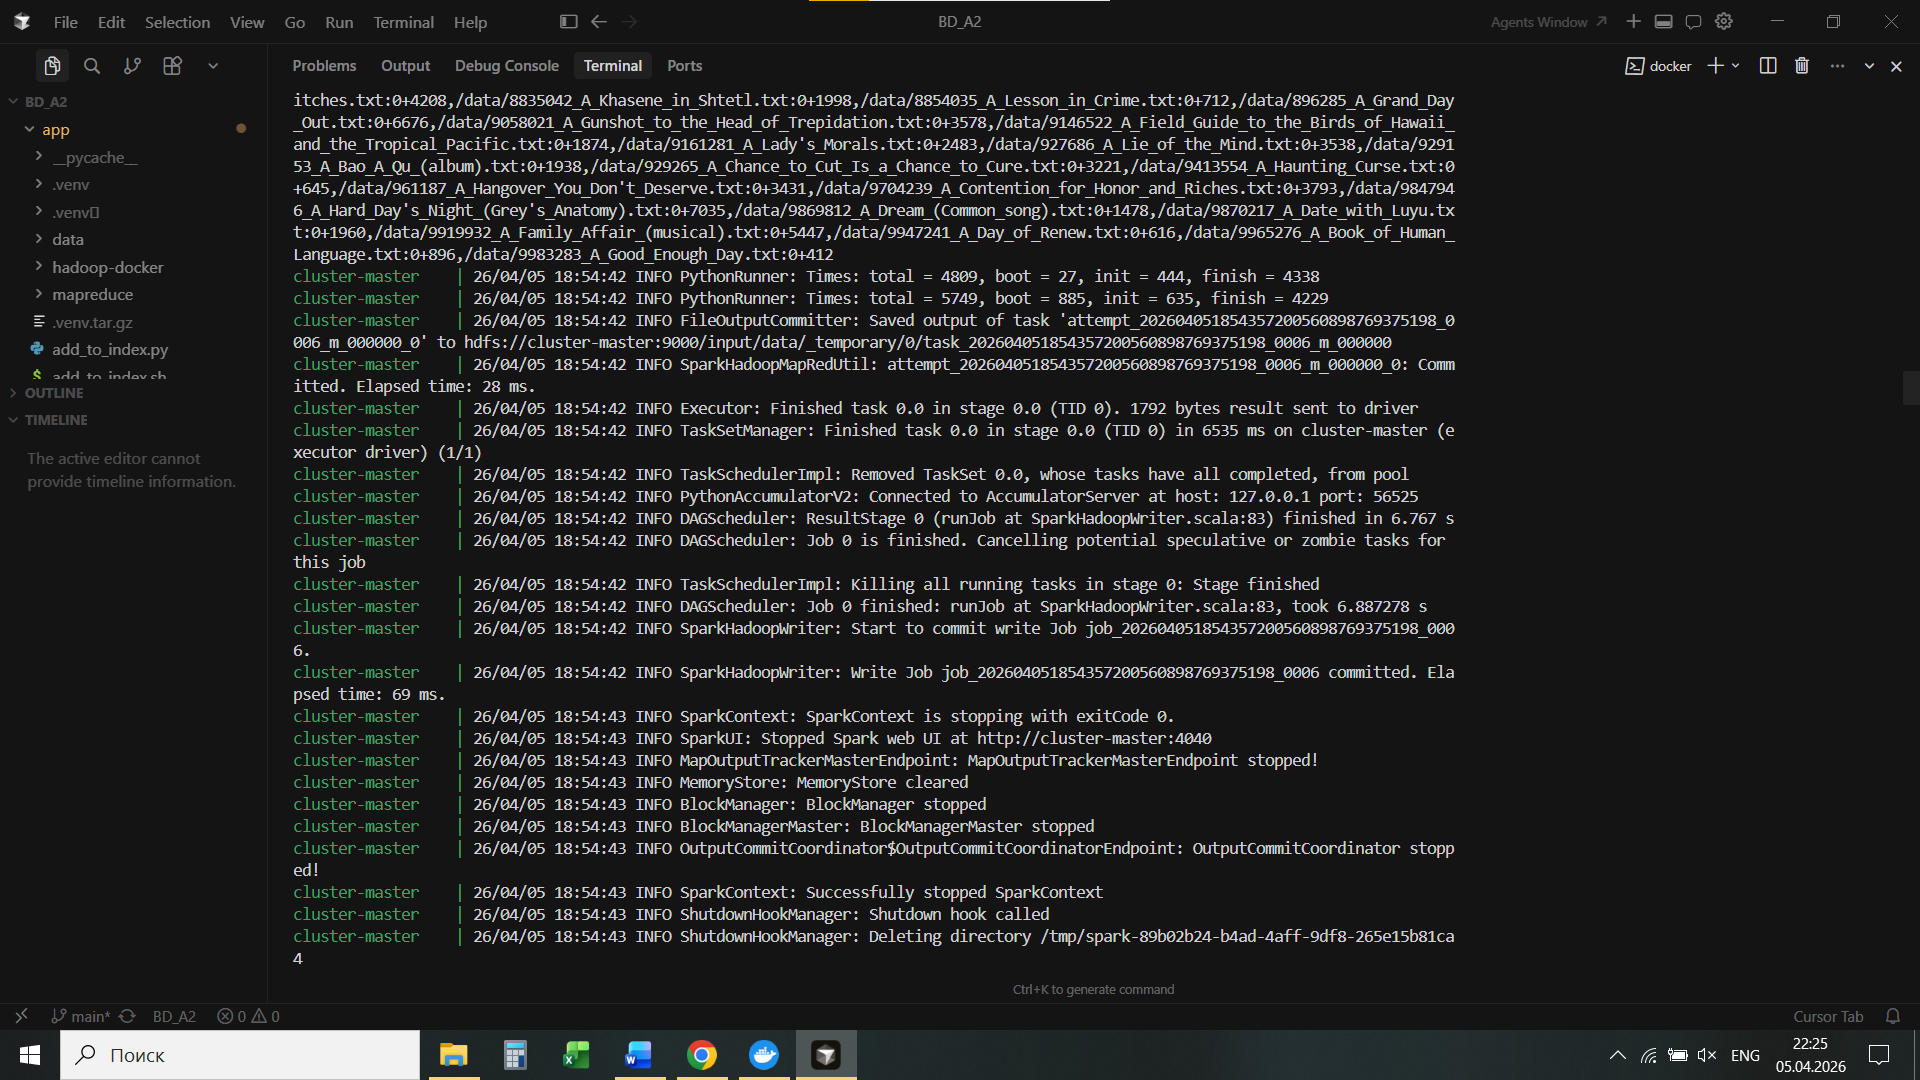 File Edit Selection View Go Run Terminal Help
BD_A2
Agents Window
Problems Output Debug Console Terminal Ports
docker
BD_A2
app
__pycache__
.venv
.venv
data
hadoop-docker
mapreduce
.venv.tar.gz
add_to_index.py
add_to_index.sh
OUTLINE
TIMELINE
The active editor cannot
provide timeline information.
itches.txt:0+4208,/data/8835042_A_Khasene_in_Shtetl.txt:0+1998,/data/8854035_A_Lesson_in_Crime.txt:0+712,/data/896285_A_Grand_Day
_Out.txt:0+6676,/data/9058021_A_Gunshot_to_the_Head_of_Trepidation.txt:0+3578,/data/9146522_A_Field_Guide_to_the_Birds_of_Hawaii_
and_the_Tropical_Pacific.txt:0+1874,/data/9161281_A_Lady's_Morals.txt:0+2483,/data/927686_A_Lie_of_the_Mind.txt:0+3538,/data/9291
53_A_Bao_A_Qu_(album).txt:0+1938,/data/929265_A_Chance_to_Cut_Is_a_Chance_to_Cure.txt:0+3221,/data/9413554_A_Haunting_Curse.txt:0
+645,/data/961187_A_Hangover_You_Don't_Deserve.txt:0+3431,/data/9704239_A_Contention_for_Honor_and_Riches.txt:0+3793,/data/984794
6_A_Hard_Day's_Night_(Grey's_Anatomy).txt:0+7035,/data/9869812_A_Dream_(Common_song).txt:0+1478,/data/9870217_A_Date_with_Luyu.tx
t:0+1960,/data/9919932_A_Family_Affair_(musical).txt:0+5447,/data/9947241_A_Day_of_Renew.txt:0+616,/data/9965276_A_Book_of_Human_
Language.txt:0+896,/data/9983283_A_Good_Enough_Day.txt:0+412
cluster-master | 26/04/05 18:54:42 INFO PythonRunner: Times: total = 4809, boot = 27, init = 444, finish = 4338
cluster-master | 26/04/05 18:54:42 INFO PythonRunner: Times: total = 5749, boot = 885, init = 635, finish = 4229
cluster-master | 26/04/05 18:54:42 INFO FileOutputCommitter: Saved output of task 'attempt_202604051854357200560898769375198_0
006_m_000000_0' to hdfs://cluster-master:9000/input/data/_temporary/0/task_202604051854357200560898769375198_0006_m_000000
cluster-master | 26/04/05 18:54:42 INFO SparkHadoopMapRedUtil: attempt_202604051854357200560898769375198_0006_m_000000_0: Comm
itted. Elapsed time: 28 ms.
cluster-master | 26/04/05 18:54:42 INFO Executor: Finished task 0.0 in stage 0.0 (TID 0). 1792 bytes result sent to driver
cluster-master | 26/04/05 18:54:42 INFO TaskSetManager: Finished task 0.0 in stage 0.0 (TID 0) in 6535 ms on cluster-master (e
xecutor driver) (1/1)
cluster-master | 26/04/05 18:54:42 INFO TaskSchedulerImpl: Removed TaskSet 0.0, whose tasks have all completed, from pool
cluster-master | 26/04/05 18:54:42 INFO PythonAccumulatorV2: Connected to AccumulatorServer at host: 127.0.0.1 port: 56525
cluster-master | 26/04/05 18:54:42 INFO DAGScheduler: ResultStage 0 (runJob at SparkHadoopWriter.scala:83) finished in 6.767 s
cluster-master | 26/04/05 18:54:42 INFO DAGScheduler: Job 0 is finished. Cancelling potential speculative or zombie tasks for
this job
cluster-master | 26/04/05 18:54:42 INFO TaskSchedulerImpl: Killing all running tasks in stage 0: Stage finished
cluster-master | 26/04/05 18:54:42 INFO DAGScheduler: Job 0 finished: runJob at SparkHadoopWriter.scala:83, took 6.887278 s
cluster-master | 26/04/05 18:54:42 INFO SparkHadoopWriter: Start to commit write Job job_202604051854357200560898769375198_000
6.
cluster-master | 26/04/05 18:54:42 INFO SparkHadoopWriter: Write Job job_202604051854357200560898769375198_0006 committed. Ela
psed time: 69 ms.
cluster-master | 26/04/05 18:54:43 INFO SparkContext: SparkContext is stopping with exitCode 0.
cluster-master | 26/04/05 18:54:43 INFO SparkUI: Stopped Spark web UI at http://cluster-master:4040
cluster-master | 26/04/05 18:54:43 INFO MapOutputTrackerMasterEndpoint: MapOutputTrackerMasterEndpoint stopped!
cluster-master | 26/04/05 18:54:43 INFO MemoryStore: MemoryStore cleared
cluster-master | 26/04/05 18:54:43 INFO BlockManager: BlockManager stopped
cluster-master | 26/04/05 18:54:43 INFO BlockManagerMaster: BlockManagerMaster stopped
cluster-master | 26/04/05 18:54:43 INFO OutputCommitCoordinator$OutputCommitCoordinatorEndpoint: OutputCommitCoordinator stopp
ed!
cluster-master | 26/04/05 18:54:43 INFO SparkContext: Successfully stopped SparkContext
cluster-master | 26/04/05 18:54:43 INFO ShutdownHookManager: Shutdown hook called
cluster-master | 26/04/05 18:54:43 INFO ShutdownHookManager: Deleting directory /tmp/spark-89b02b24-b4ad-4aff-9df8-265e15b81ca
4
Ctrl+K to generate command
main* BD_A2 0 0
Cursor Tab
Поиск
ENG
22:25
05.04.2026